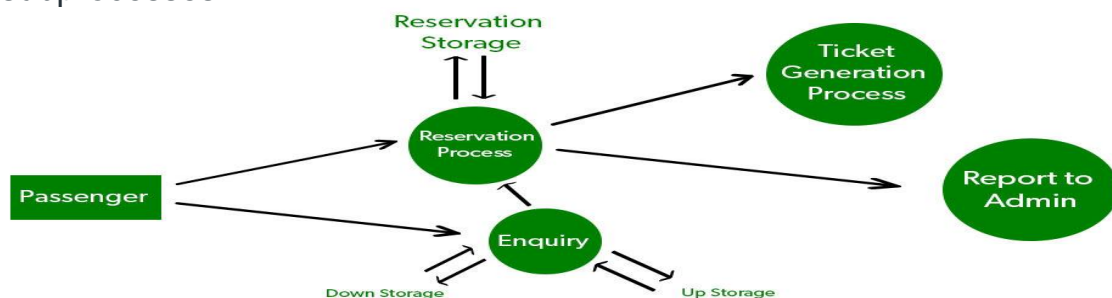 Reservation
Storage
Ticket
Generation
Process
Reservation
Process
Passenger
Report to
Admin
Enquiry
Down Storage
Up Storage